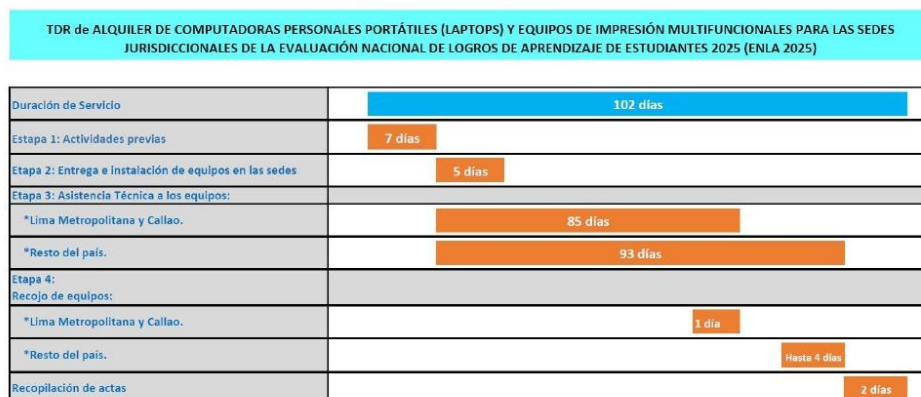 TDR de ALQUILER DE COMPUTADORAS PERSONALES PORTÁTILES (LAPTOPS) Y EQUIPOS DE IMPRESIÓN MULTIFUNCIONALES PARA LAS SEDES
JURISDICCIONALES DE LA EVALUACIÓN NACIONAL DE LOGROS DE APRENDIZAJE DE ESTUDIANTES 2025 (ENLA 2025)
Duración de Servicio 102 días
Estapa 1: Actividades previas 7 días
Etapa 2: Entrega e instalación de equipos en las sedes 5 días
Etapa 3: Asistencia Técnica a los equipos:
*Lima Metropolitana y Callao. 85 días
*Resto del país. 93 días
Etapa 4:
Recojo de equipos:
*Lima Metropolitana y Callao. 1 día
*Resto del país. Hasta 4 días
Recopilación de actas 2 días